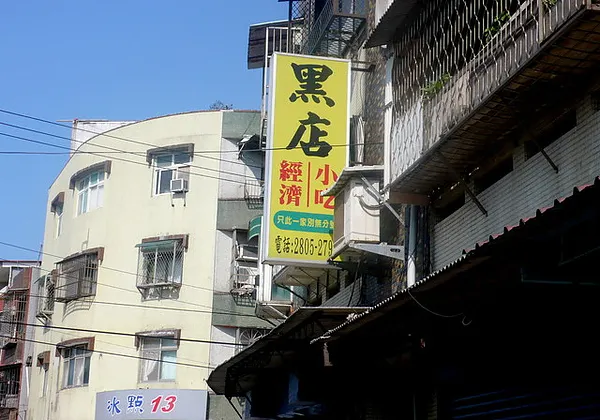 黑店
經濟
小吃
只此一家別無分
電話:2805-279
冰點 13